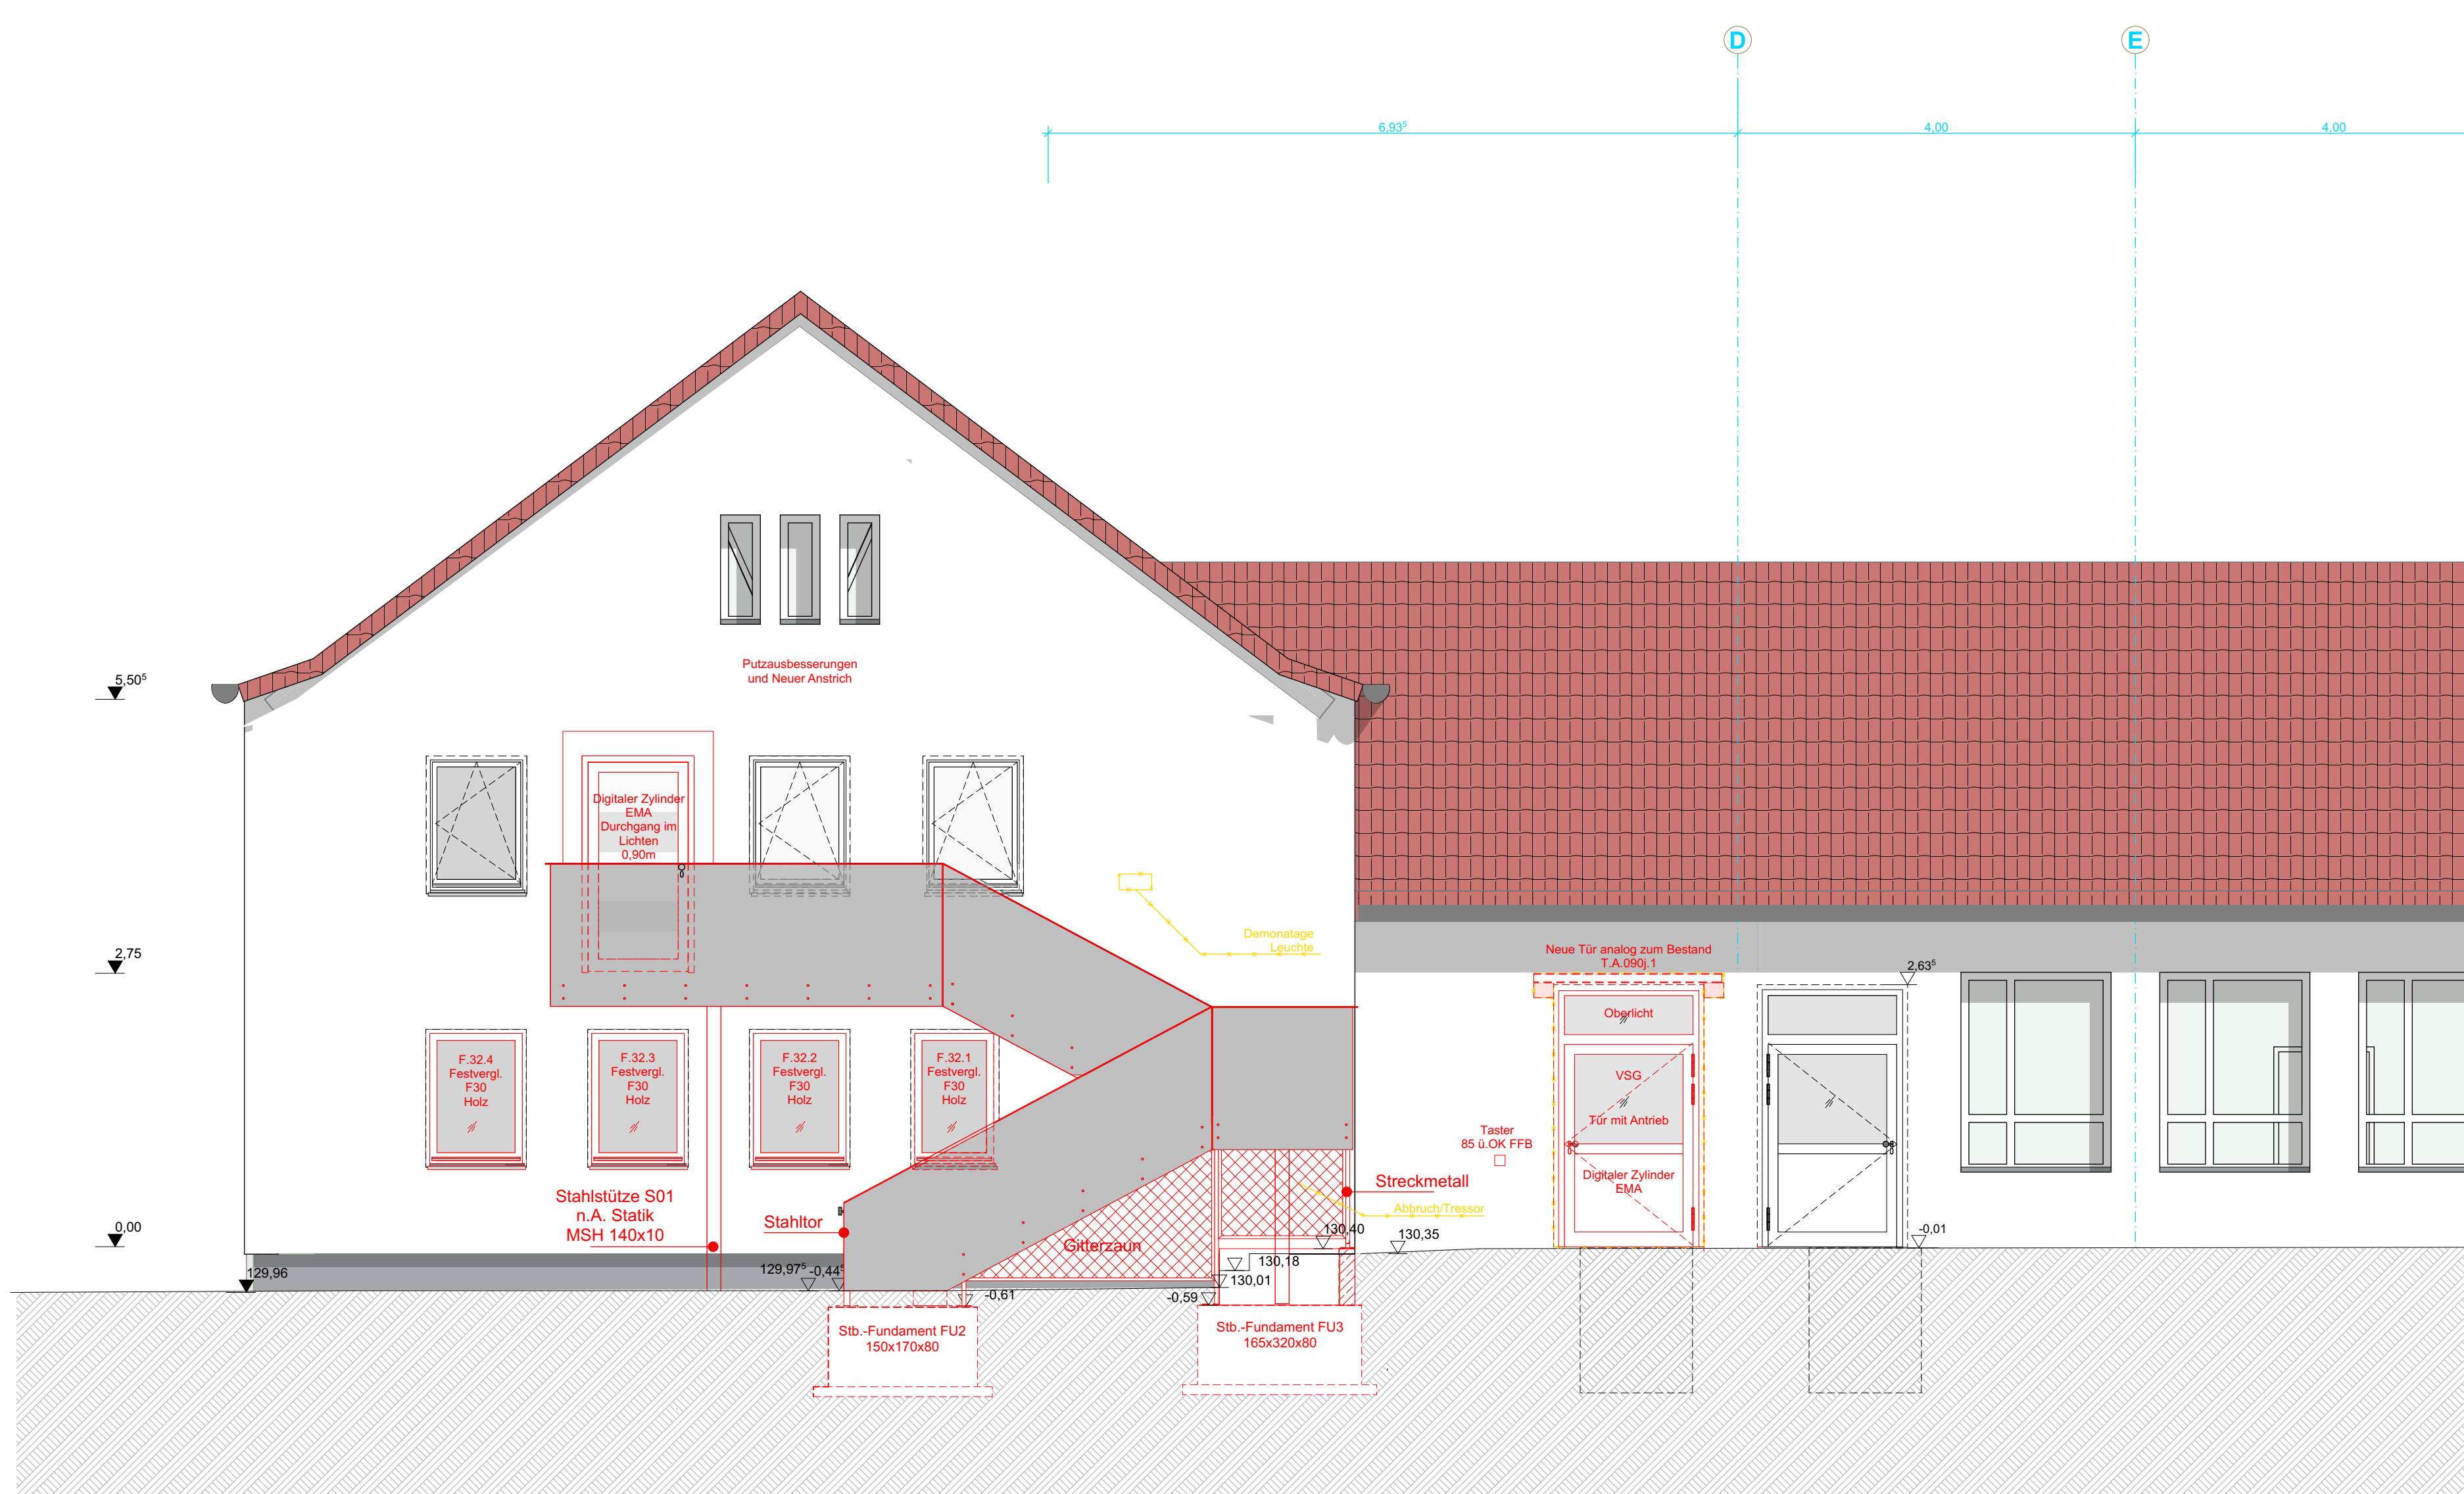 D
E
6,93⁵
4,00
4,00
Putzausbesserungen
und Neuer Anstrich
5,50⁵
Digitaler Zylinder
EMA
Durchgang im
Lichten
0,90m
Demonatage
Leuchte
2,75
Neue Tür analog zum Bestand
T.A.090j.1
2,63⁵
Oberlicht
F.32.4
Festvergl.
F30
Holz
F.32.3
Festvergl.
F30
Holz
F.32.2
Festvergl.
F30
Holz
F.32.1
Festvergl.
F30
Holz
VSG
Tür mit Antrieb
Taster
85 ü.OK FFB
Digitaler Zylinder
EMA
Stahlstütze S01
n.A. Statik
MSH 140x10
Stahltor
Streckmetall
Abbruch/Tressor
Gitterzaun
0,00
130,40
130,35
-0,01
129,96
129,97⁵
-0,44⁵
130,18
130,01
-0,61
-0,59
Stb.-Fundament FU2
150x170x80
Stb.-Fundament FU3
165x320x80